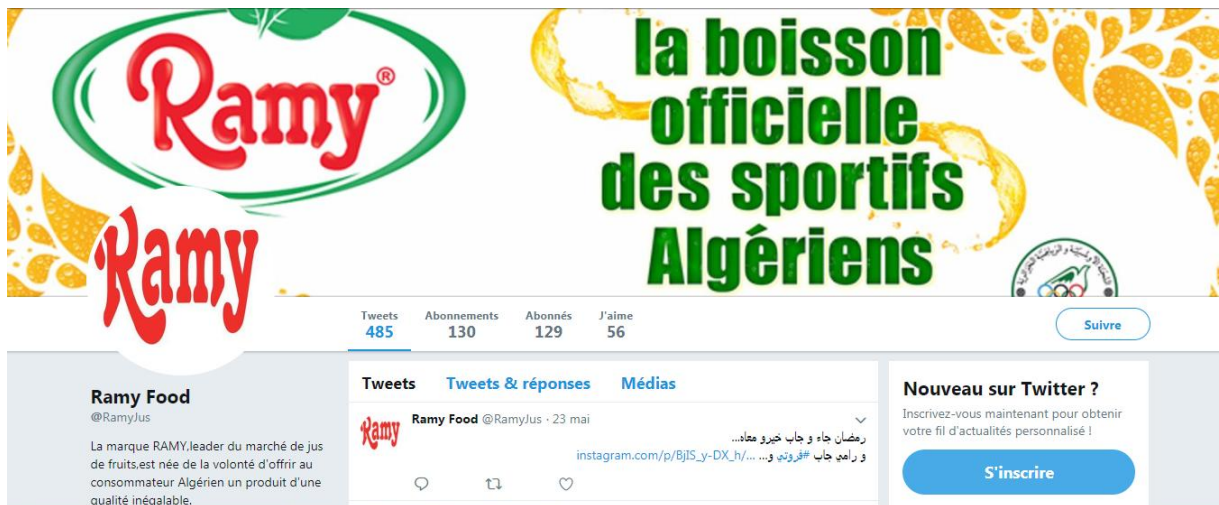 Ramy®
la boisson
officielle
des sportifs
Algériens
اللجنة الأولمبية و الرياضية الجزائرية
Ramy
Tweets
485
Abonnements
130
Abonnés
129
J'aime
56
Suivre
Ramy Food
@RamyJus
La marque RAMY,leader du marché de jus
de fruits,est née de la volonté d'offrir au
consommateur Algérien un produit d'une
qualité inégalable.
Tweets Tweets & réponses Médias
Ramy
Ramy Food @RamyJus · 23 mai
رمضان جاء و جاب خيرو معاه...
و رامي جاب #فروتي و... ...instagram.com/p/BjIS_y-DX_h/
Nouveau sur Twitter ?
Inscrivez-vous maintenant pour obtenir
votre fil d'actualités personnalisé !
S'inscrire